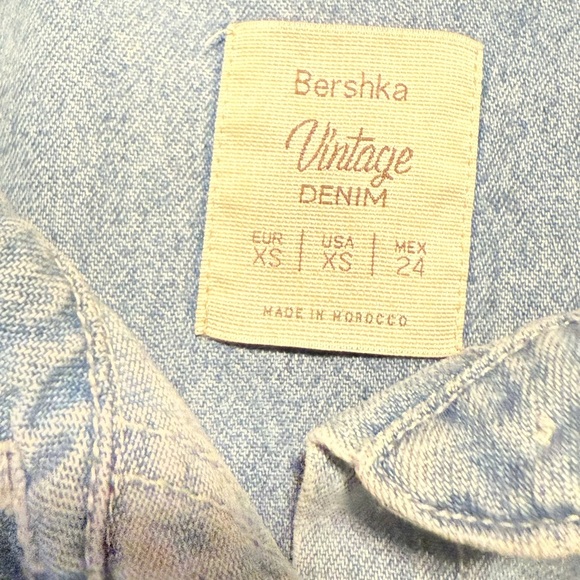 Bershka
Vintage
DENIM
EUR | USA | MEX
XS | XS | 24
MADE IN MOROCCO